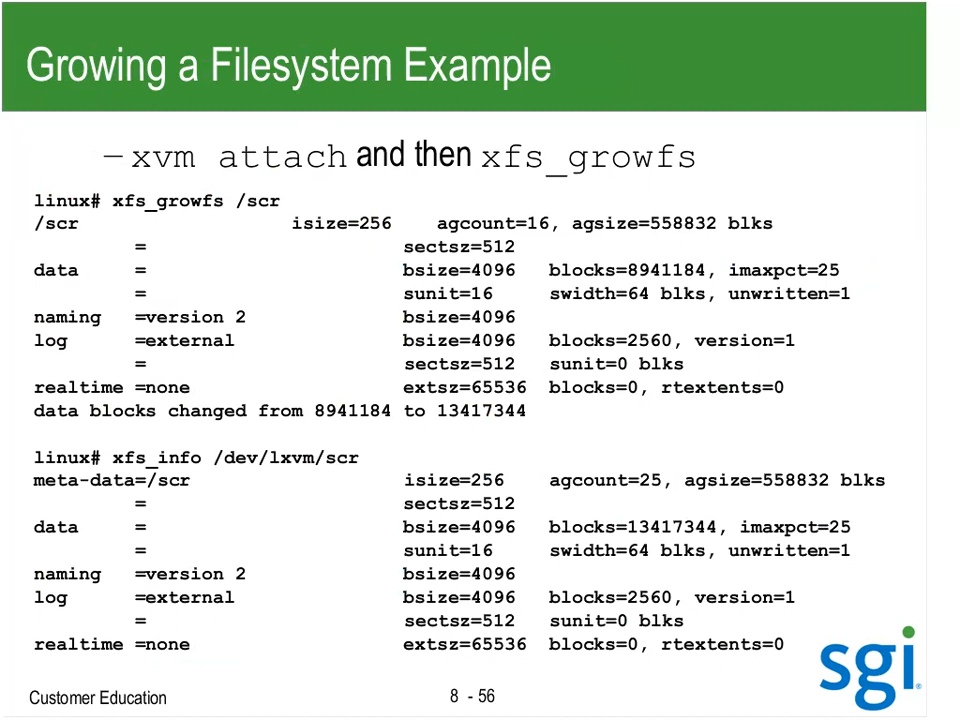 Growing a Filesystem Example
– xvm attach and then xfs_growfs
linux# xfs_growfs /scr
/scr isize=256 agcount=16, agsize=558832 blks
= sectsz=512
data = bsize=4096 blocks=8941184, imaxpct=25
= sunit=16 swidth=64 blks, unwritten=1
naming =version 2 bsize=4096
log =external bsize=4096 blocks=2560, version=1
= sectsz=512 sunit=0 blks
realtime =none extsz=65536 blocks=0, rtextents=0
data blocks changed from 8941184 to 13417344
linux# xfs_info /dev/lxvm/scr
meta-data=/scr isize=256 agcount=25, agsize=558832 blks
= sectsz=512
data = bsize=4096 blocks=13417344, imaxpct=25
= sunit=16 swidth=64 blks, unwritten=1
naming =version 2 bsize=4096
log =external bsize=4096 blocks=2560, version=1
= sectsz=512 sunit=0 blks
realtime =none extsz=65536 blocks=0, rtextents=0
sgi®
Customer Education 8 - 56